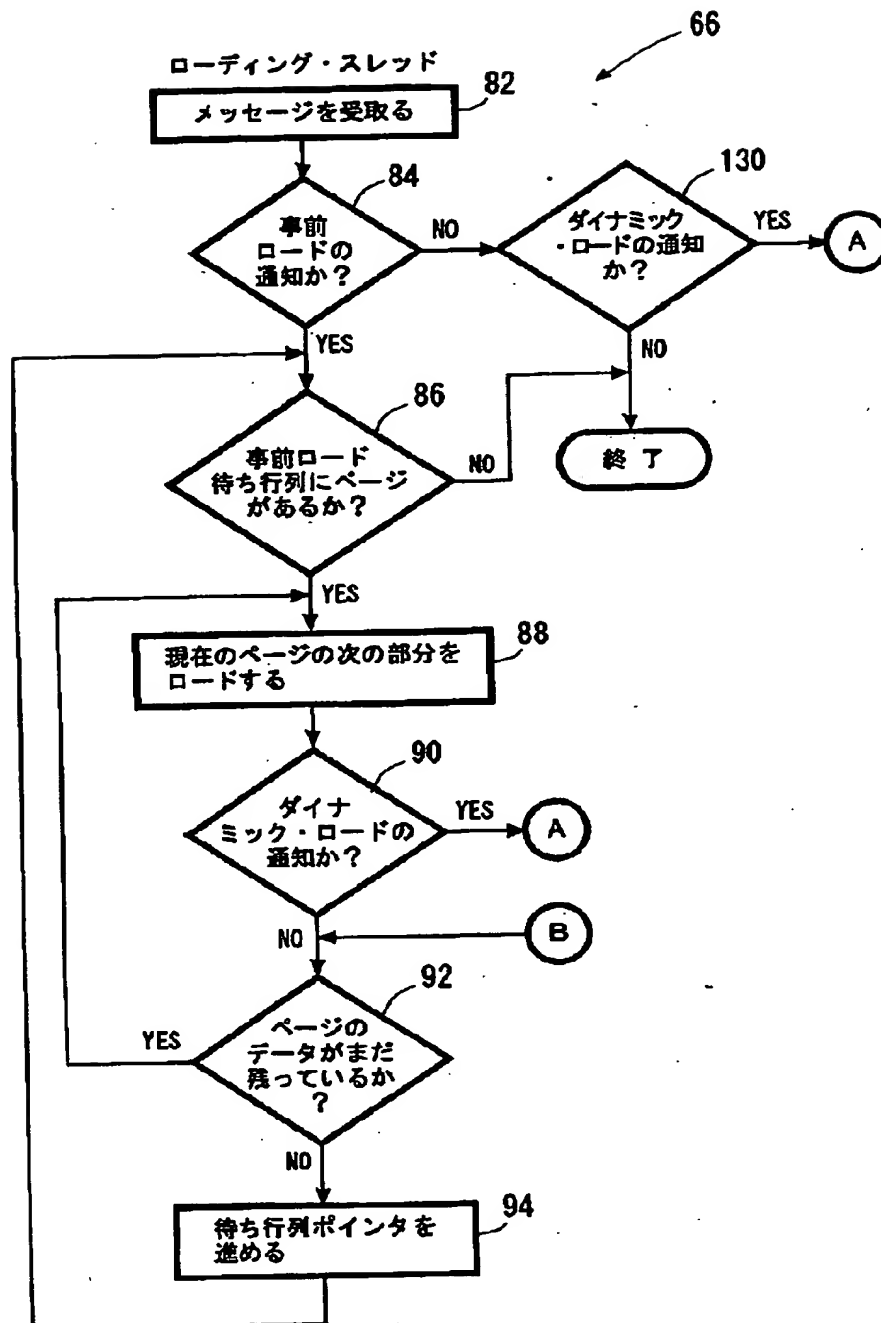 66
ローディング・スレッド
82
メッセージを受取る
84
事前
ロードの
通知か?
NO
130
ダイナミック
・ロードの通知
か?
YES
A
YES
NO
86
事前ロード
待ち行列にページ
があるか?
NO
終了
YES
88
現在のページの次の部分を
ロードする
90
ダイナ
ミック・ロードの
通知か?
YES
A
NO
B
92
ページの
データがまだ
残っているか
?
YES
NO
94
待ち行列ポインタを
進める